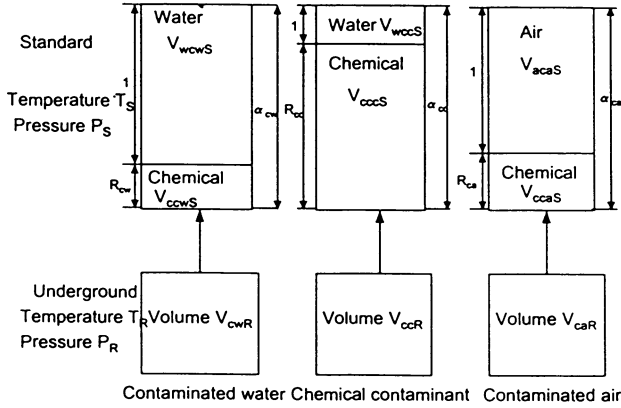 Standard
Temperature T_S
Pressure P_S
1
R_cw
Water
V_wcwS
Chemical
V_ccwS
α_cw
1
R_cc
Water V_wccS
Chemical
V_cccS
α_cc
1
R_ca
Air
V_acaS
Chemical
V_ccaS
α_ca
Underground
Temperature T_R
Pressure P_R
Volume V_cwR
Volume V_ccR
Volume V_caR
Contaminated water
Chemical contaminant
Contaminated air